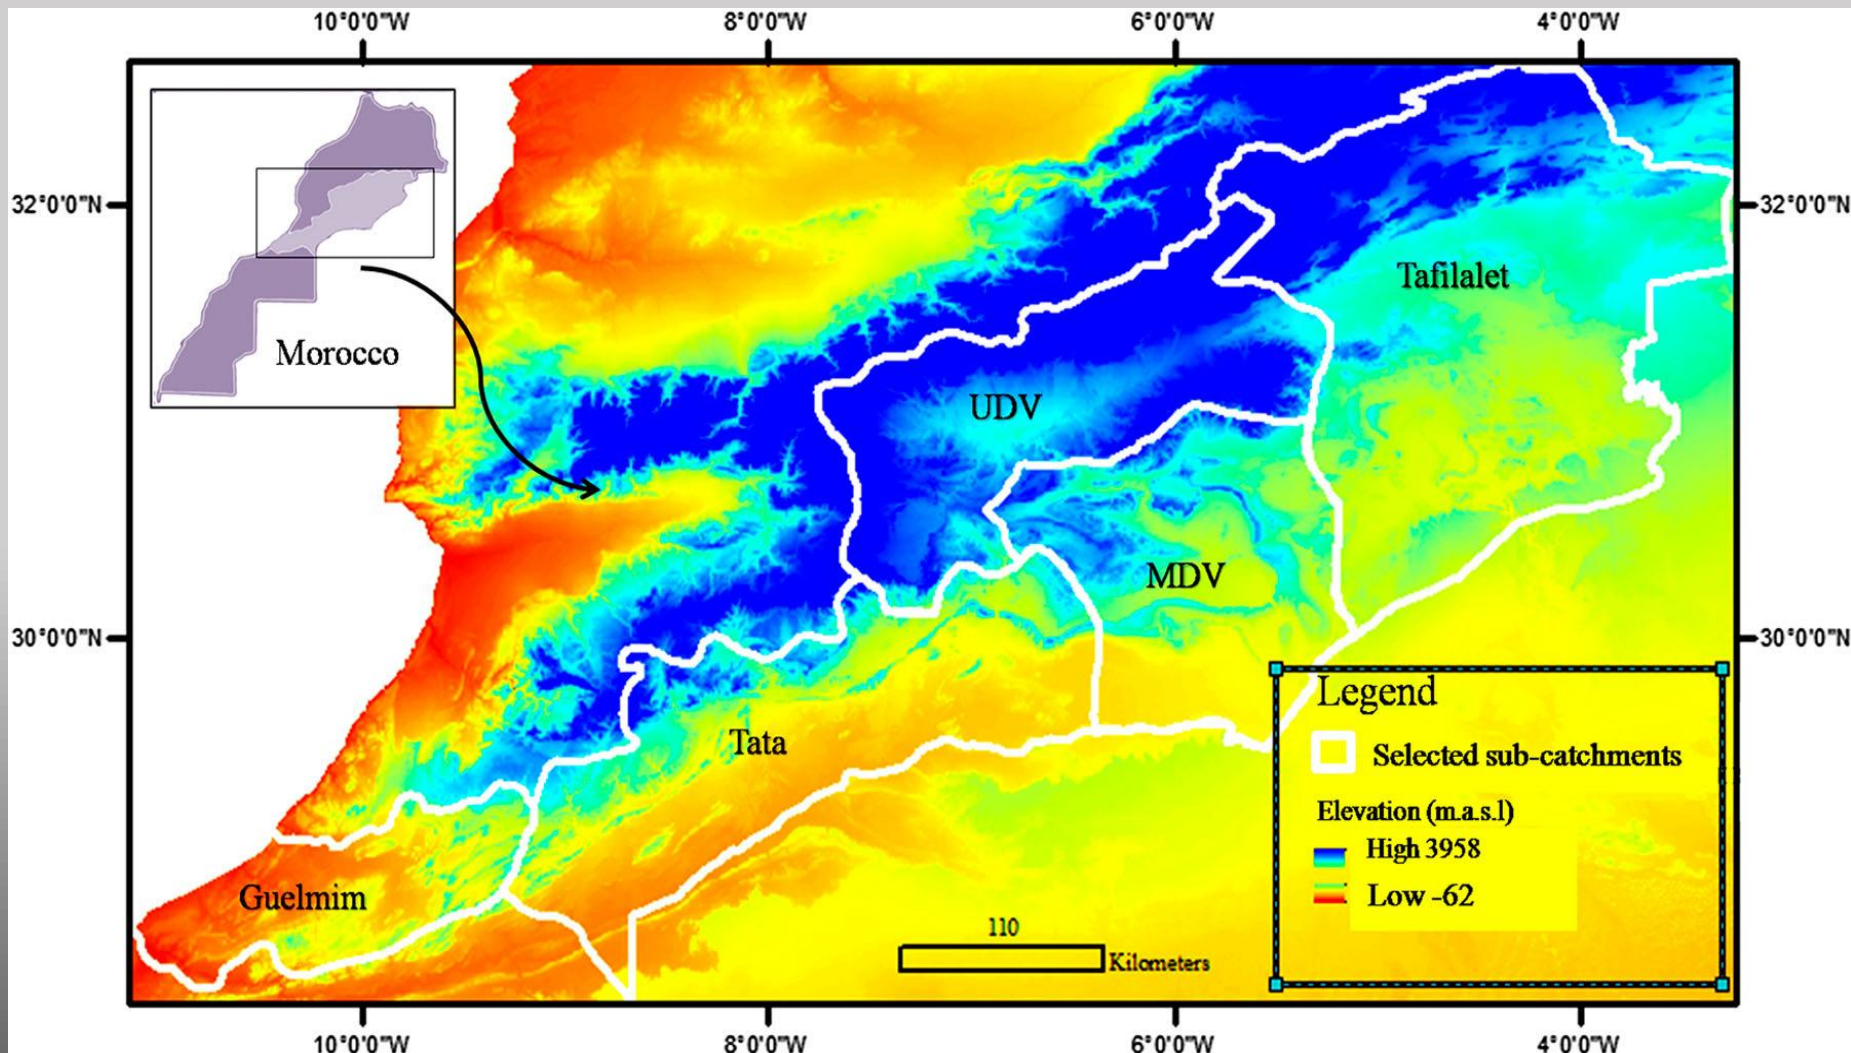 10°0'0"W
8°0'0"W
6°0'0"W
4°0'0"W
32°0'0"N
32°0'0"N
Tafilalet
Morocco
UDV
MDV
30°0'0"N
30°0'0"N
Legend
Selected sub-catchments
Tata
Elevation (m.a.s.l)
High 3958
Low -62
Guelmim
110
Kilometers
10°0'0"W
8°0'0"W
6°0'0"W
4°0'0"W